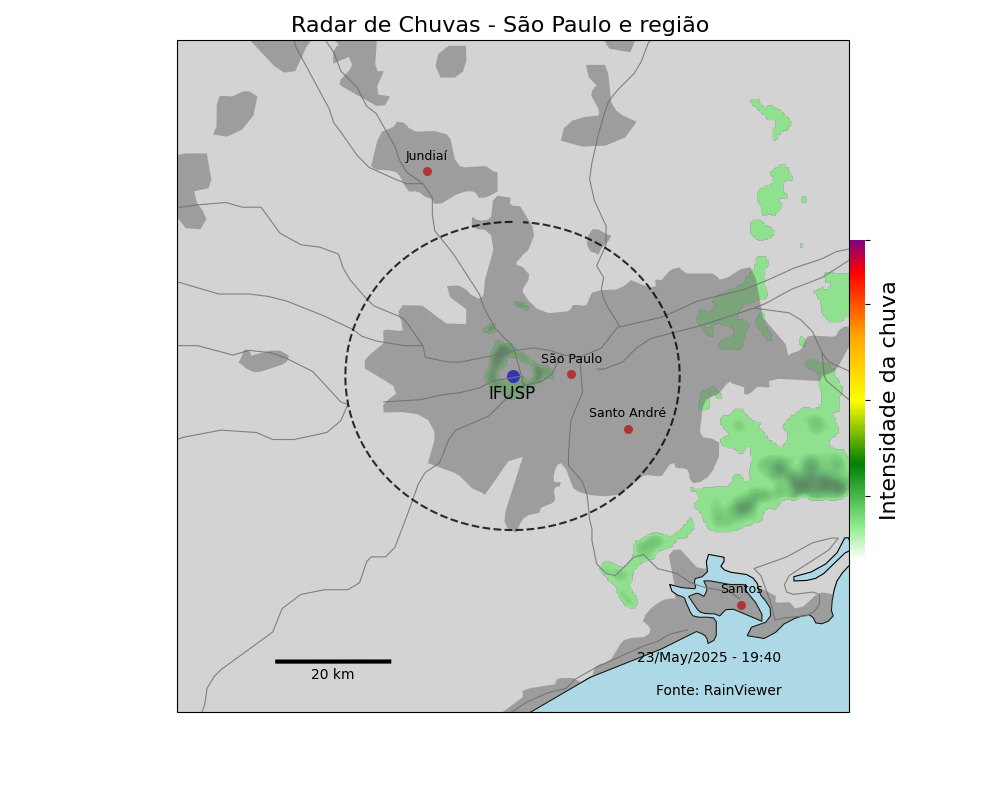 Radar de Chuvas - São Paulo e região
Jundiaí
São Paulo
IFUSP
Santo André
Intensidade da chuva
Santos
23/May/2025 - 19:40
20 km
Fonte: RainViewer